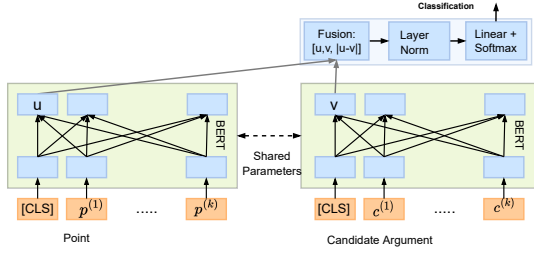 Classification
Fusion:
[u,v, |u-v|]
Layer
Norm
Linear +
Softmax
u
BERT
v
BERT
Shared
Parameters
[CLS]
p^{(1)}
.....
p^{(k)}
[CLS]
c^{(1)}
.....
c^{(k)}
Point
Candidate Argument